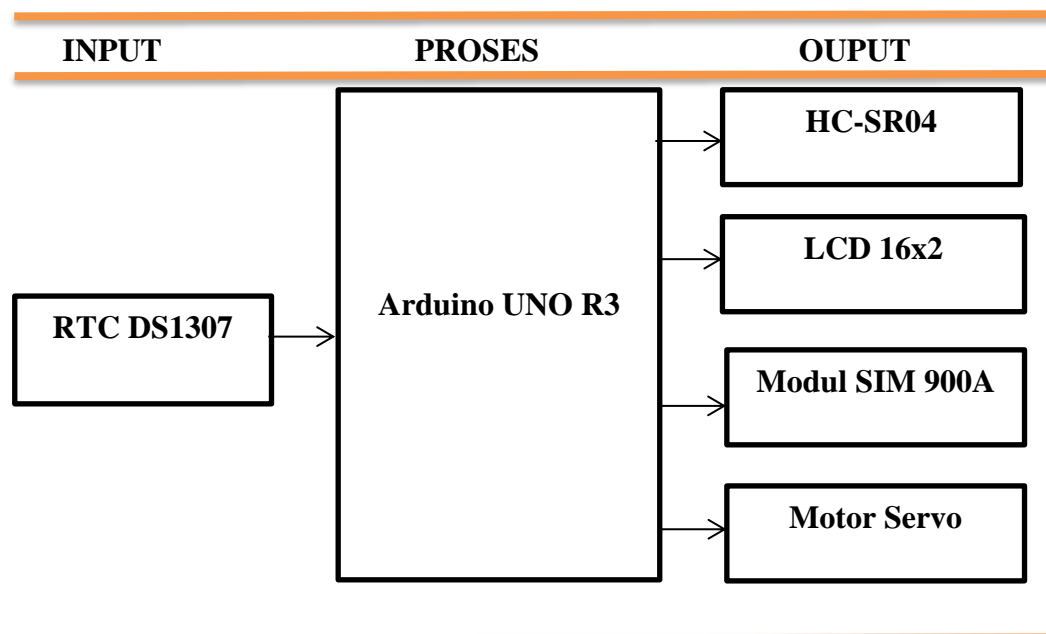 INPUT PROSES OUPUT
HC-SR04
LCD 16x2
Arduino UNO R3
RTC DS1307
Modul SIM 900A
Motor Servo